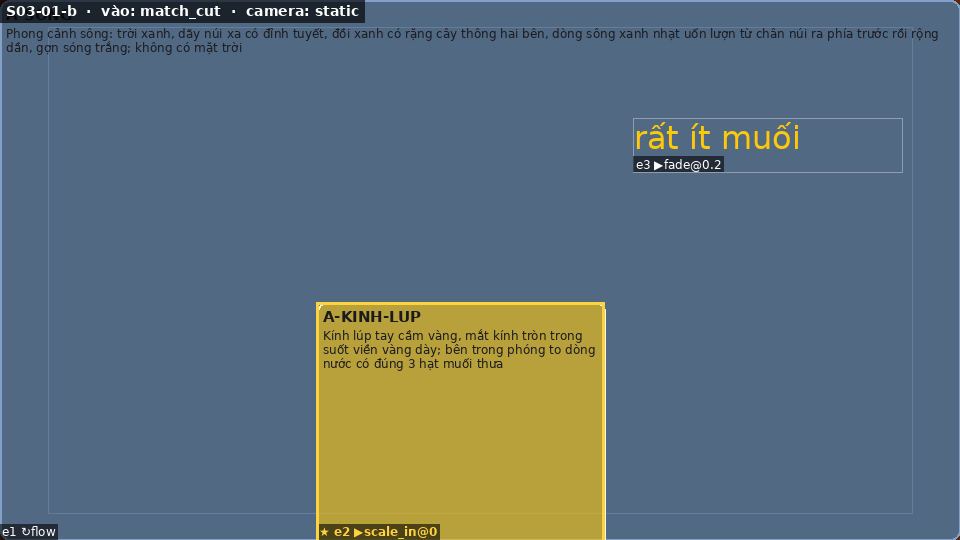 S03-01-b · vào: match_cut · camera: static
Phong cảnh sông: trời xanh, dãy núi xa có đỉnh tuyết, đồi xanh có rặng cây thông hai bên, dòng sông xanh nhạt uốn lượn từ chân núi ra phía trước rồi rộng
dần, gợn sóng trắng; không có mặt trời
rất ít muối
e3 ▶fade@0.2
A-KINH-LUP
Kính lúp tay cầm vàng, mắt kính tròn trong
suốt viền vàng dày; bên trong phóng to dòng
nước có đúng 3 hạt muối thưa
e1 ↻flow
★ e2 ▶scale_in@0